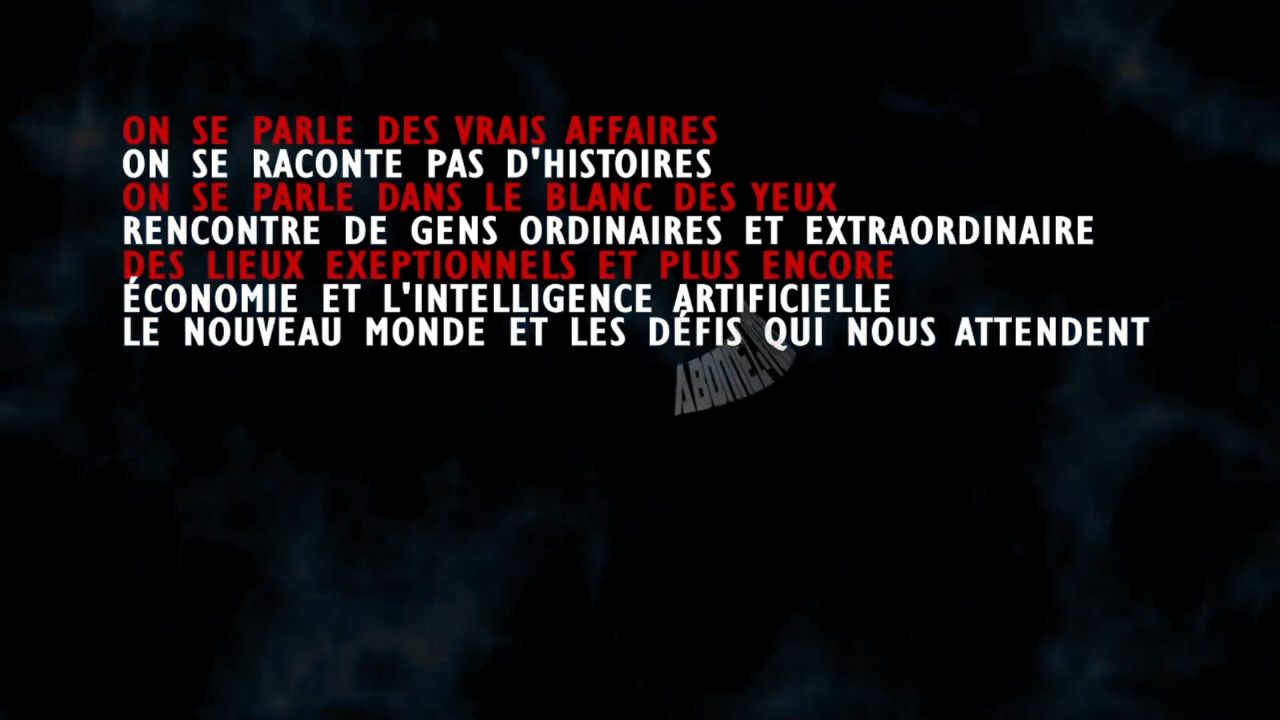 ON SE PARLE DES VRAIS AFFAIRES
ON SE RACONTE PAS D'HISTOIRES
ON SE PARLE DANS LE BLANC DES YEUX
RENCONTRE DE GENS ORDINAIRES ET EXTRAORDINAIRE
DES LIEUX EXEPTIONNELS ET PLUS ENCORE
ÉCONOMIE ET L'INTELLIGENCE ARTIFICIELLE
LE NOUVEAU MONDE ET LES DÉFIS QUI NOUS ATTENDENT